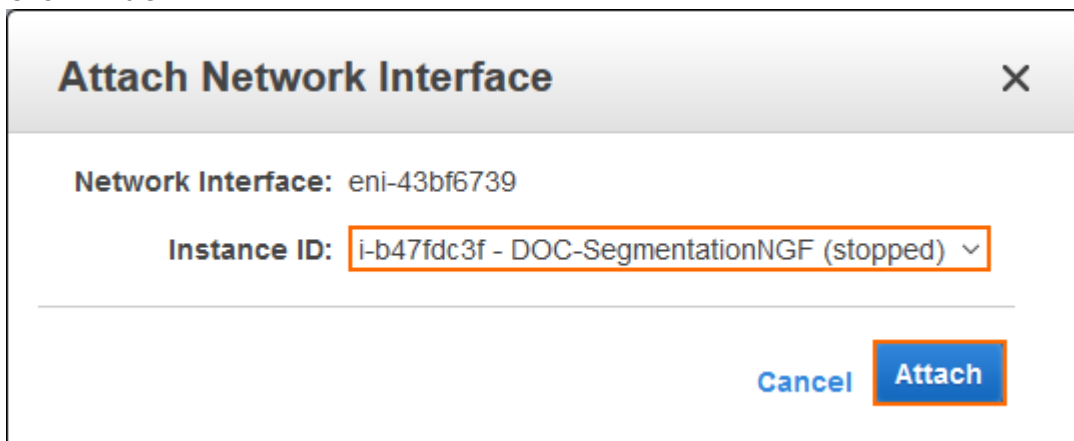 Attach Network Interface
Network Interface: eni-43bf6739
Instance ID: i-b47fdc3f - DOC-SegmentationNGF (stopped)
Cancel Attach